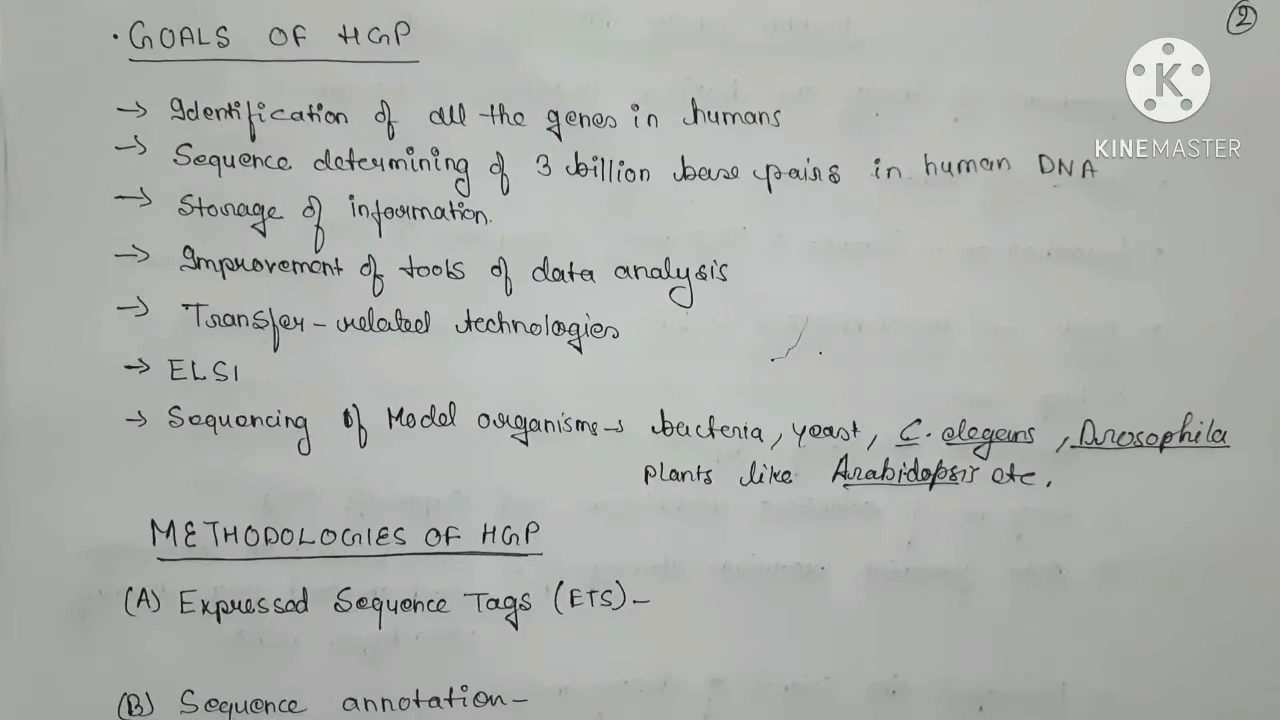 ②
· GOALS OF HGP
→ Identification of all the genes in humans
→ Sequence determining of 3 billion base pairs in human DNA
→ Storage of information.
→ Improvement of tools of data analysis
→ Transfer-related technologies
→ ELSI
→ Sequencing of Model organisms → bacteria, yeast, C. elegans, Drosophila
plants like Arabidopsis etc.
METHODOLOGIES OF HGP
(A) Expressed Sequence Tags (ETS) -
(B) Sequence annotation -
K
KINEMASTER